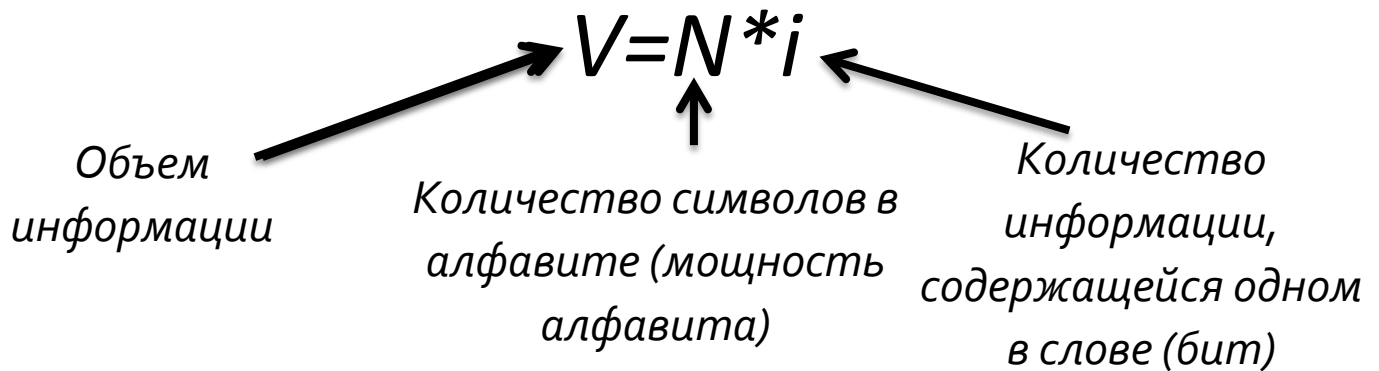 V=N*i
Объем
информации
Количество символов в
алфавите (мощность
алфавита)
Количество
информации,
содержащейся одном
в слове (бит)